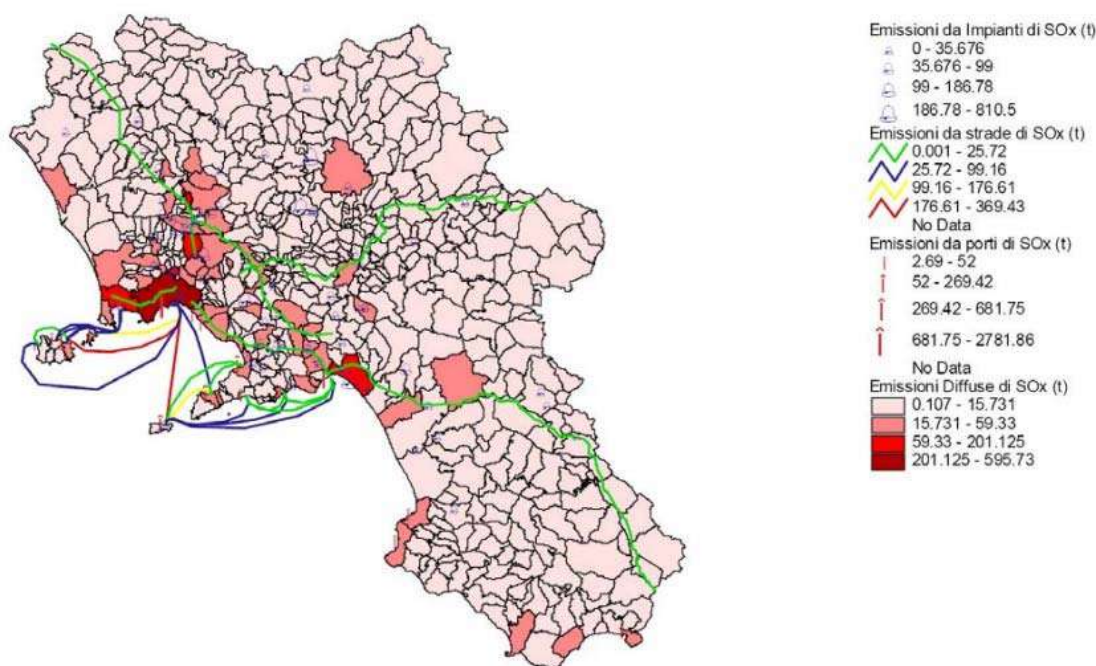 Emissioni da Impianti di SOx (t)
0 - 35.676
35.676 - 99
99 - 186.78
186.78 - 810.5
Emissioni da strade di SOx (t)
0.001 - 25.72
25.72 - 99.16
99.16 - 176.61
176.61 - 369.43
No Data
Emissioni da porti di SOx (t)
2.69 - 52
52 - 269.42
269.42 - 681.75
681.75 - 2781.86
No Data
Emissioni Diffuse di SOx (t)
0.107 - 15.731
15.731 - 59.33
59.33 - 201.125
201.125 - 595.73